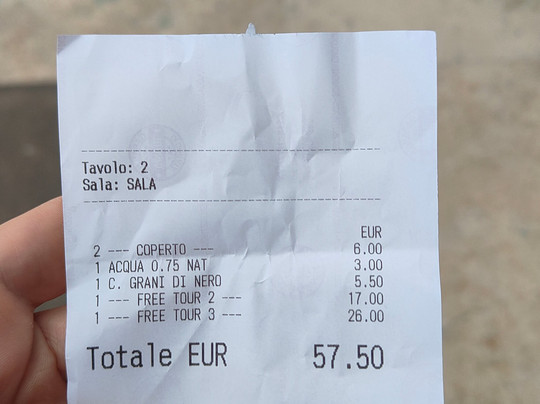 Tavolo: 2
Sala: SALA
EUR
2 --- COPERTO --- 6.00
1 ACQUA 0.75 NAT 3.00
1 C. GRANI DI NERO 5.50
1 --- FREE TOUR 2 --- 17.00
1 --- FREE TOUR 3 --- 26.00
Totale EUR 57.50